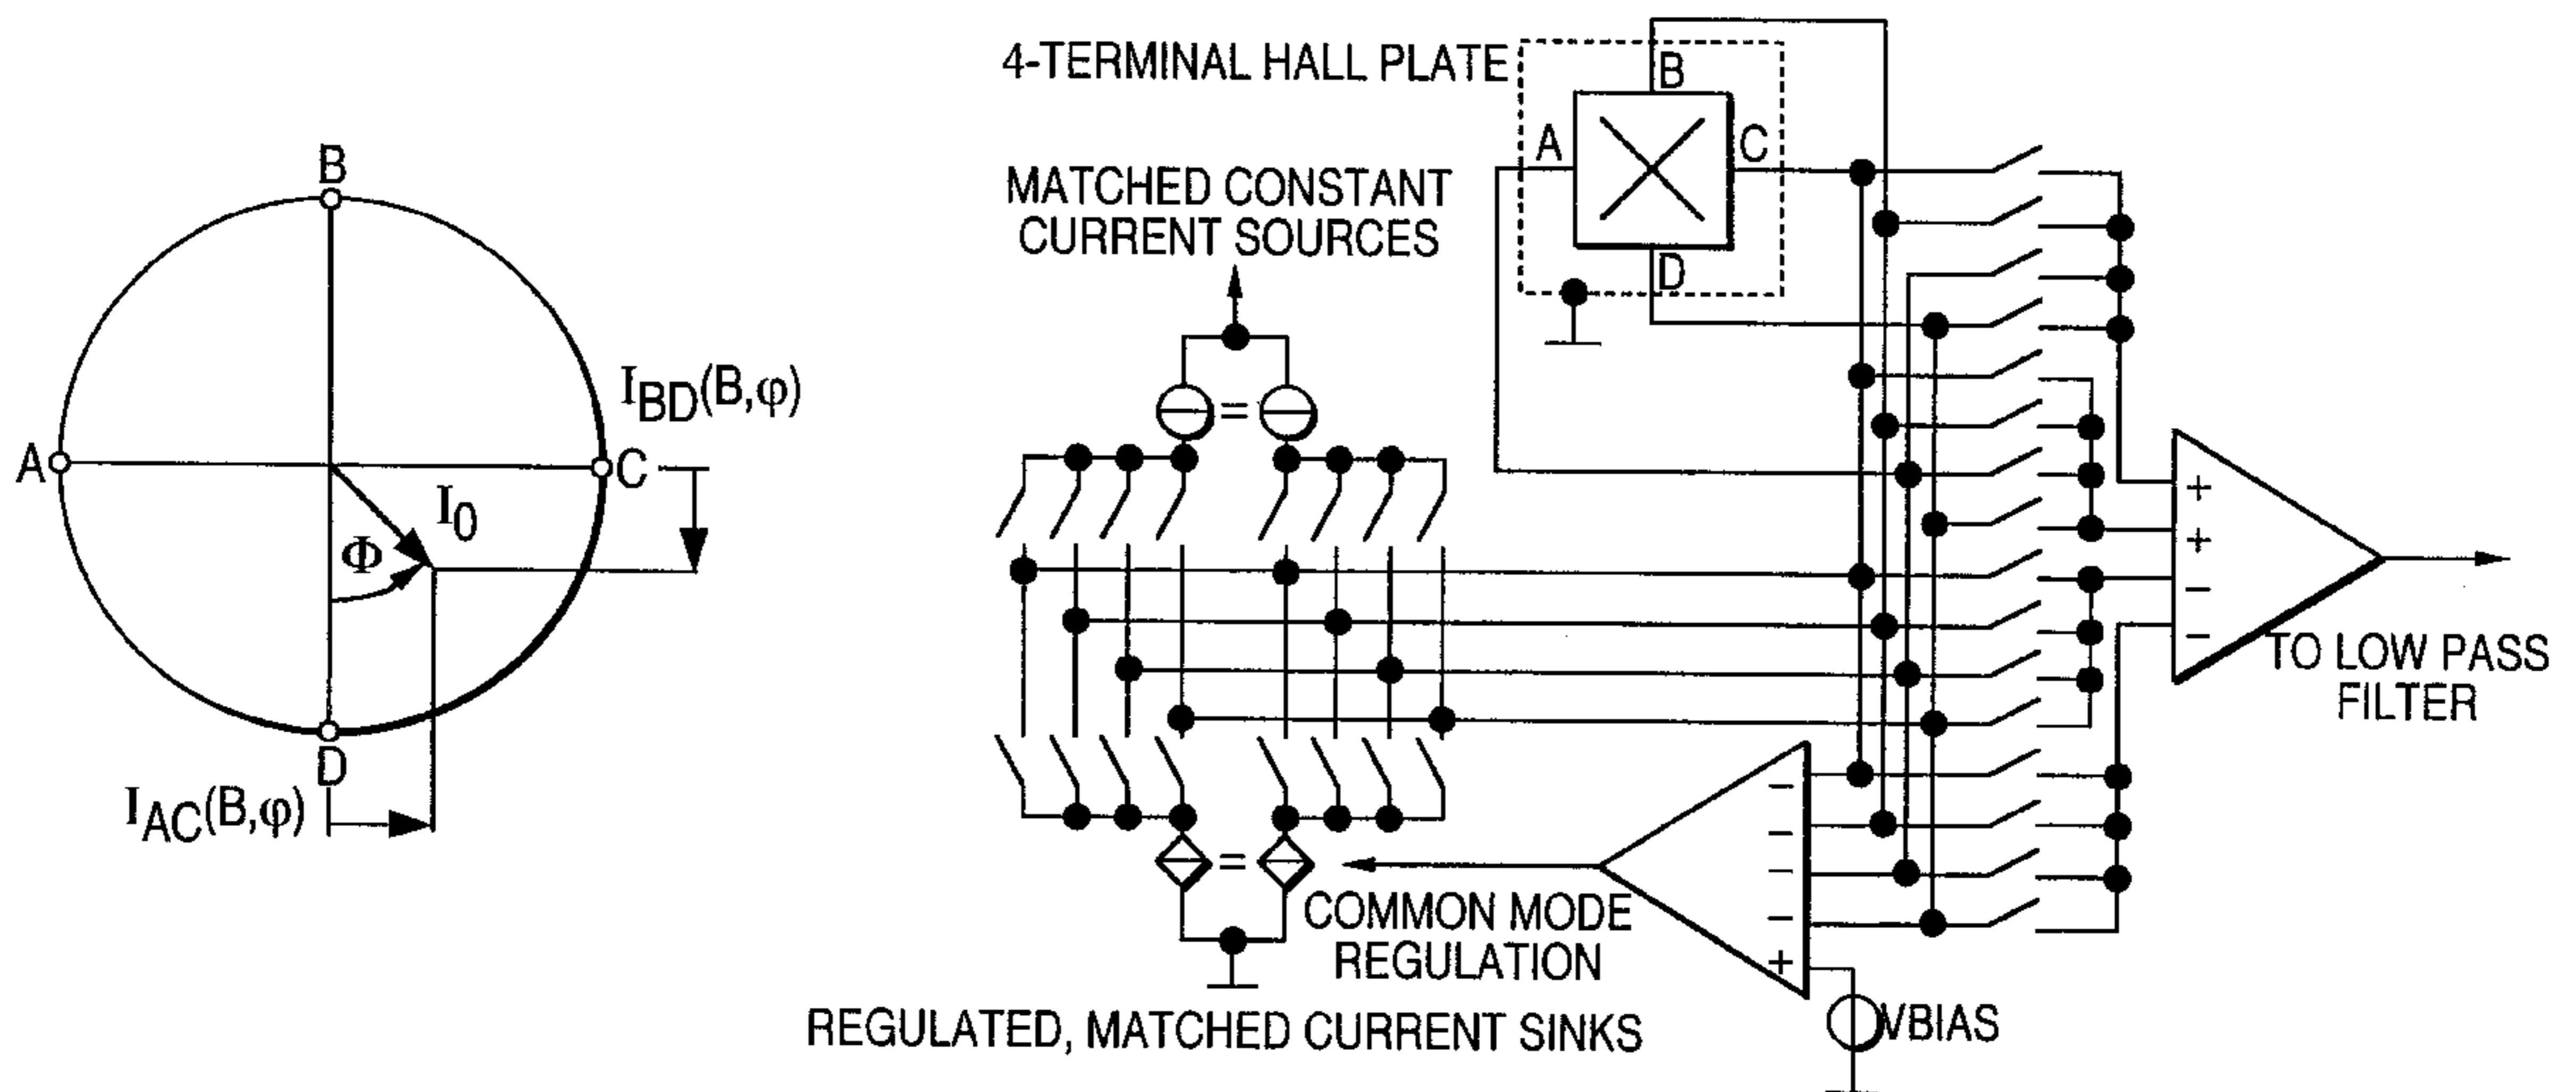 B
A
C
D
I0
Φ
IBD(B,φ)
IAC(B,φ)
4-TERMINAL HALL PLATE
B
A
C
D
MATCHED CONSTANT
CURRENT SOURCES
=
=
+
+
−
−
TO LOW PASS
FILTER
−
−
−
−
+
COMMON MODE
REGULATION
VBIAS
REGULATED, MATCHED CURRENT SINKS